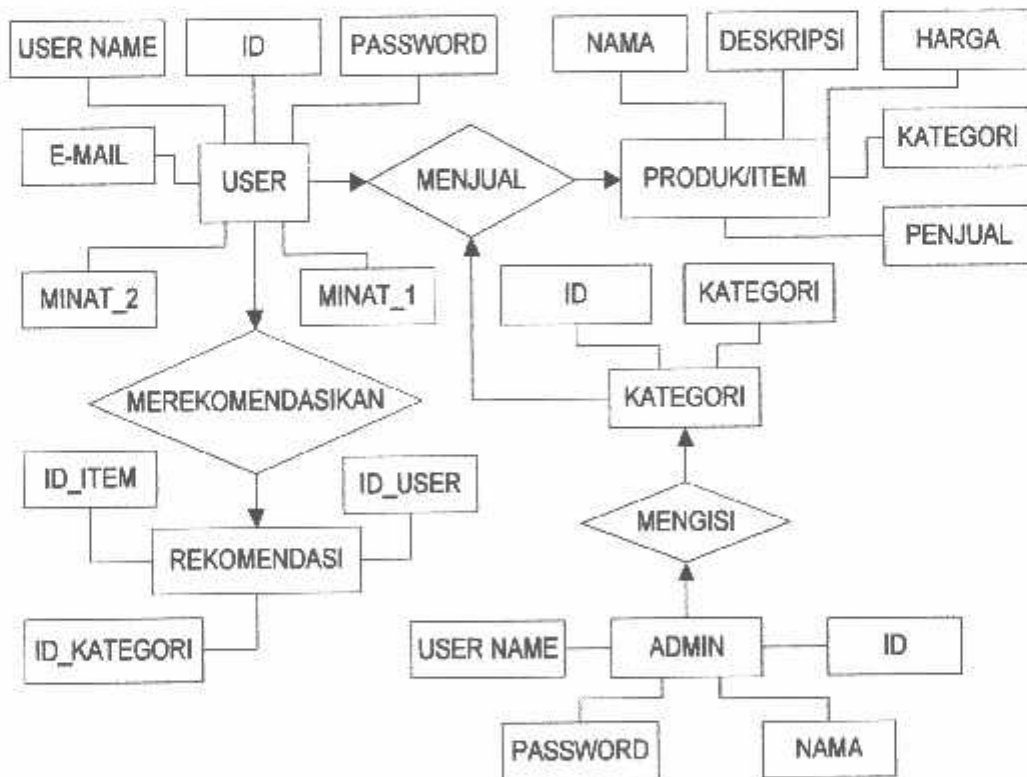 USER NAME
ID
PASSWORD
NAMA
DESKRIPSI
HARGA
E-MAIL
USER
MENJUAL
PRODUK/ITEM
KATEGORI
PENJUAL
MINAT_2
MINAT_1
ID
KATEGORI
MEREKOMENDASIKAN
KATEGORI
ID_ITEM
ID_USER
MENGISI
REKOMENDASI
ID_KATEGORI
USER NAME
ADMIN
ID
PASSWORD
NAMA